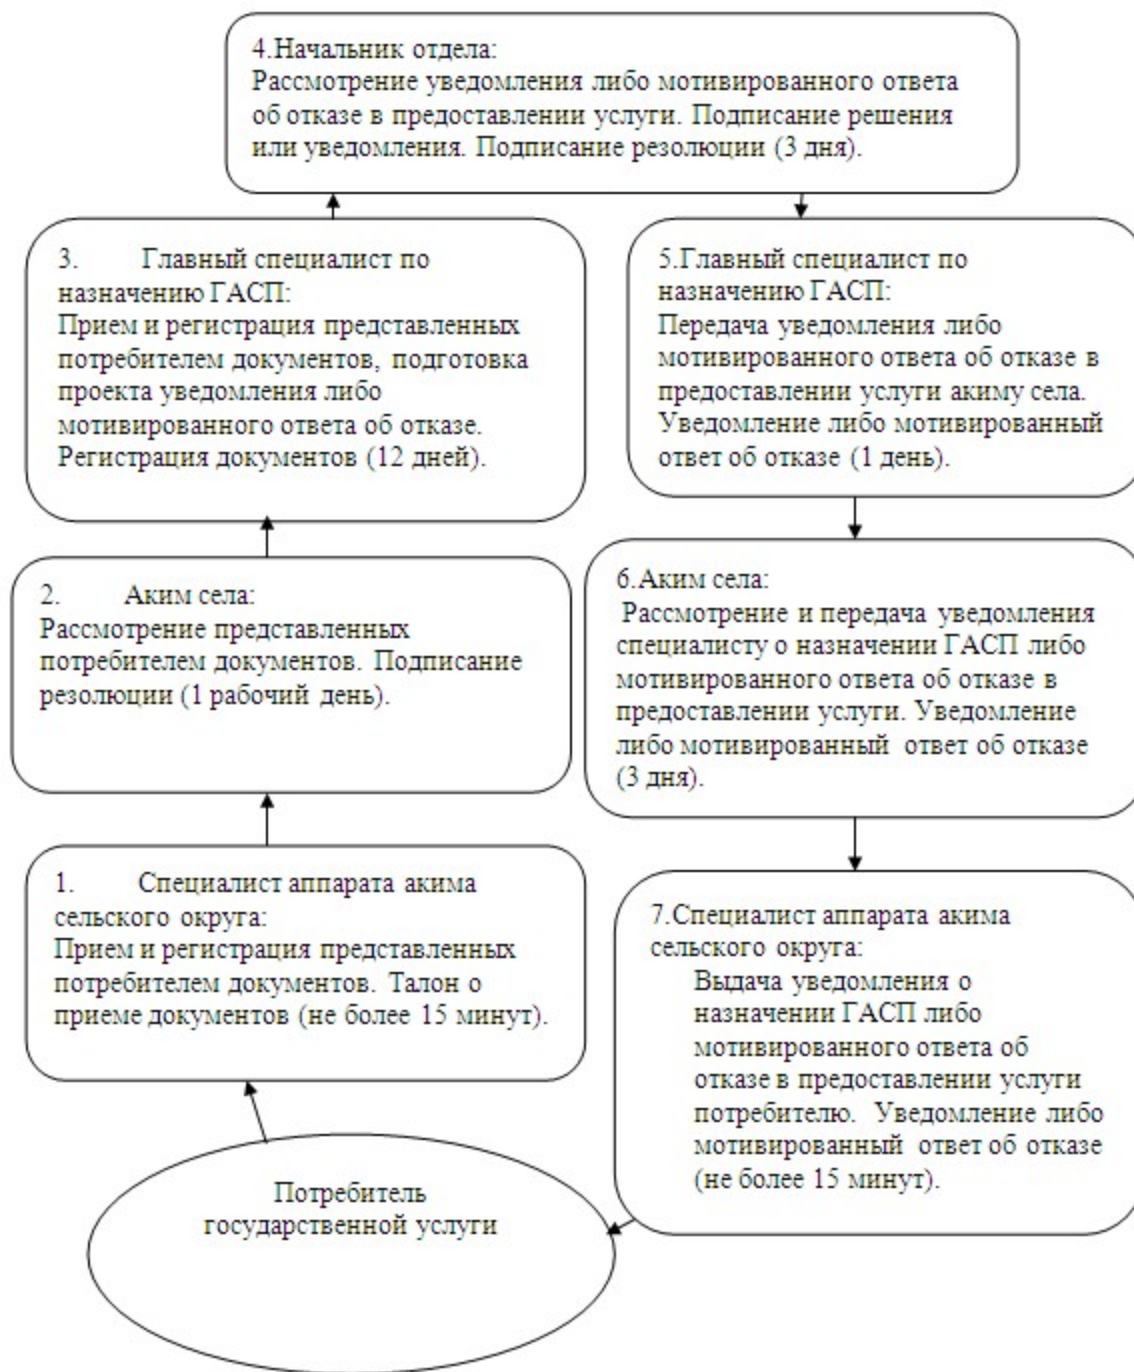 4.Начальник отдела:
Рассмотрение уведомления либо мотивированного ответа
об отказе в предоставлении услуги. Подписание решения
или уведомления. Подписание резолюции (3 дня).
3. Главный специалист по
назначению ГАСП:
Прием и регистрация представленных
потребителем документов, подготовка
проекта уведомления либо
мотивированного ответа об отказе.
Регистрация документов (12 дней).
5.Главный специалист по
назначению ГАСП:
Передача уведомления либо
мотивированного ответа об отказе в
предоставлении услуги акиму села.
Уведомление либо мотивированный
ответ об отказе (1 день).
2. Аким села:
Рассмотрение представленных
потребителем документов. Подписание
резолюции (1 рабочий день).
6.Аким села:
Рассмотрение и передача уведомления
специалисту о назначении ГАСП либо
мотивированного ответа об отказе в
предоставлении услуги. Уведомление
либо мотивированный ответ об отказе
(3 дня).
1. Специалист аппарата акима
сельского округа:
Прием и регистрация представленных
потребителем документов. Талон о
приеме документов (не более 15 минут).
7.Специалист аппарата акима
сельского округа:
Выдача уведомления о
назначении ГАСП либо
мотивированного ответа об
отказе в предоставлении услуги
потребителю. Уведомление либо
мотивированный ответ об отказе
(не более 15 минут).
Потребитель
государственной услуги